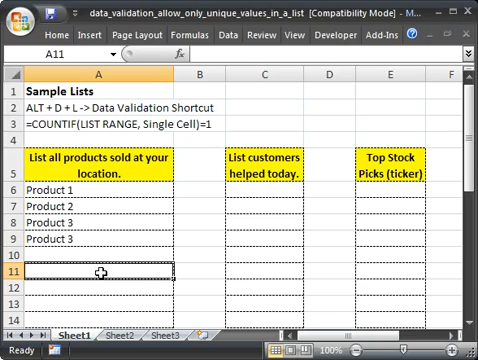 data_validation_allow_only_unique_values_in_a_list [Compatibility Mode] - M...
Home
Insert
Page Layout
Formulas
Data
Review
View
Developer
Add-Ins
A11
fx
A
B
C
D
E
F
1
Sample Lists
2
ALT + D + L -> Data Validation Shortcut
3
=COUNTIF(LIST RANGE, Single Cell)=1
4
5
List all products sold at your
location.
List customers
helped today.
Top Stock
Picks (ticker)
6
Product 1
7
Product 2
8
Product 3
9
Product 3
10
11
12
13
14
Sheet1
Sheet2
Sheet3
Ready
100%